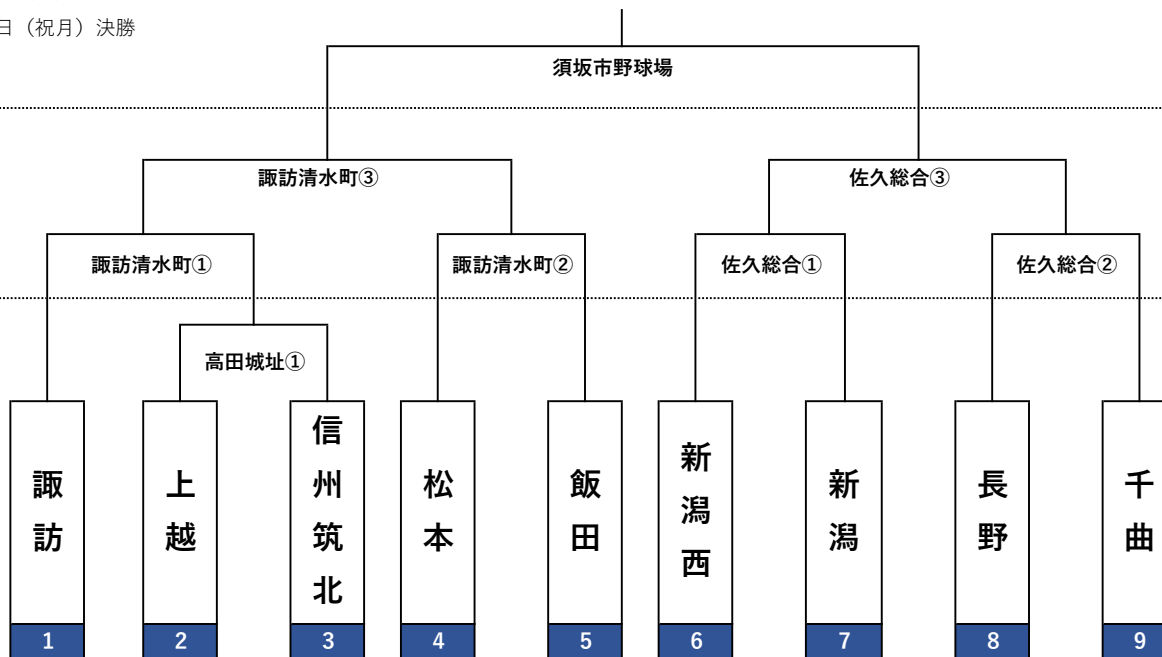 日（祝月）決勝
須坂市野球場
諏訪清水町③
佐久総合③
諏訪清水町①
諏訪清水町②
佐久総合①
佐久総合②
高田城址①
諏訪
上越
信州筑北
松本
飯田
新潟西
新潟
長野
千曲
1
2
3
4
5
6
7
8
9